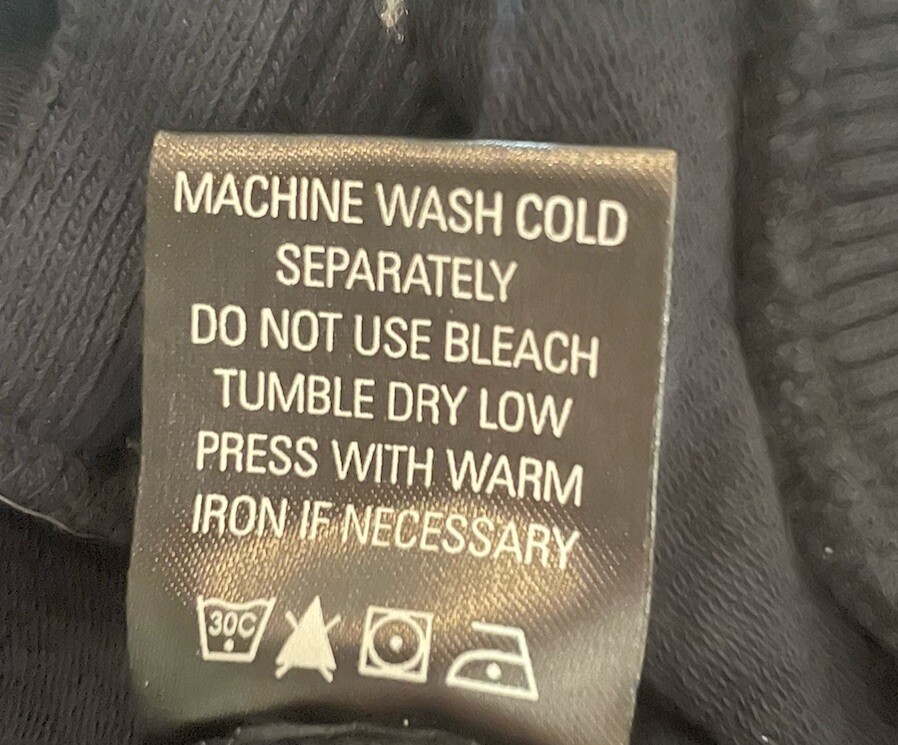 MACHINE WASH COLD
SEPARATELY
DO NOT USE BLEACH
TUMBLE DRY LOW
PRESS WITH WARM
IRON IF NECESSARY
30C